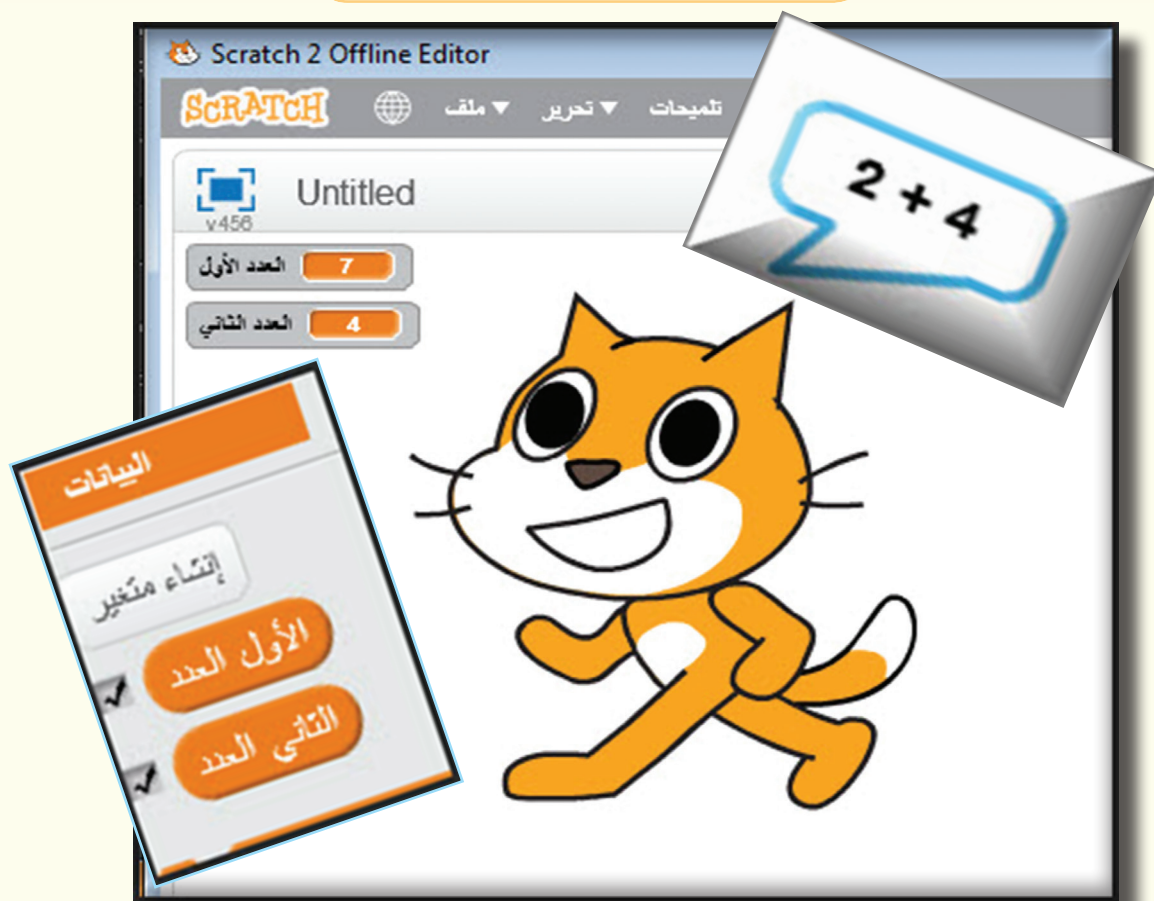 Scratch 2 Offline Editor
SCRATCH ملف ▼ تحرير ▼ تلميحات
Untitled
v456
العدد الأول 7
العدد الثاني 4
2 + 4
البيانات
إنشاء متغير
الأول العدد
الثاني العدد